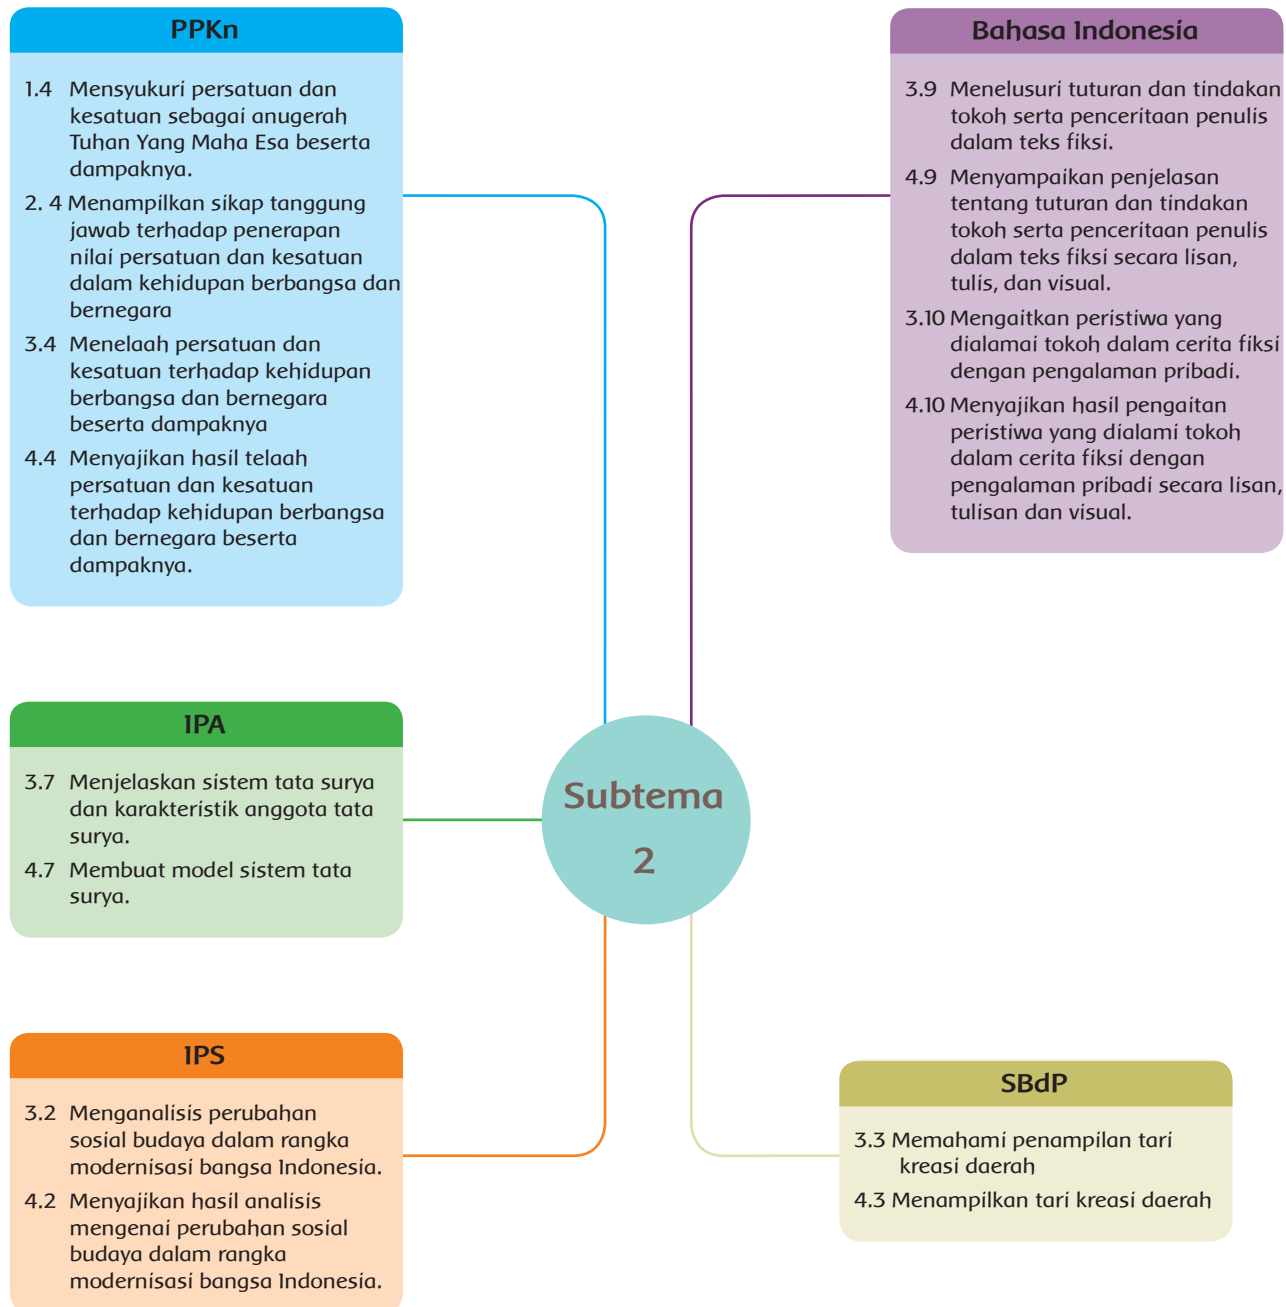 PPKn
1.4 Mensyukuri persatuan dan
kesatuan sebagai anugerah
Tuhan Yang Maha Esa beserta
dampaknya.
2. 4 Menampilkan sikap tanggung
jawab terhadap penerapan
nilai persatuan dan kesatuan
dalam kehidupan berbangsa dan
bernegara
3.4 Menelaah persatuan dan
kesatuan terhadap kehidupan
berbangsa dan bernegara
beserta dampaknya
4.4 Menyajikan hasil telaah
persatuan dan kesatuan
terhadap kehidupan berbangsa
dan bernegara beserta
dampaknya.
Bahasa Indonesia
3.9 Menelusuri tuturan dan tindakan
tokoh serta penceritaan penulis
dalam teks fiksi.
4.9 Menyampaikan penjelasan
tentang tuturan dan tindakan
tokoh serta penceritaan penulis
dalam teks fiksi secara lisan,
tulis, dan visual.
3.10 Mengaitkan peristiwa yang
dialamai tokoh dalam cerita fiksi
dengan pengalaman pribadi.
4.10 Menyajikan hasil pengaitan
peristiwa yang dialami tokoh
dalam cerita fiksi dengan
pengalaman pribadi secara lisan,
tulisan dan visual.
IPA
3.7 Menjelaskan sistem tata surya
dan karakteristik anggota tata
surya.
4.7 Membuat model sistem tata
surya.
Subtema
2
IPS
3.2 Menganalisis perubahan
sosial budaya dalam rangka
modernisasi bangsa Indonesia.
4.2 Menyajikan hasil analisis
mengenai perubahan sosial
budaya dalam rangka
modernisasi bangsa Indonesia.
SBdP
3.3 Memahami penampilan tari
kreasi daerah
4.3 Menampilkan tari kreasi daerah